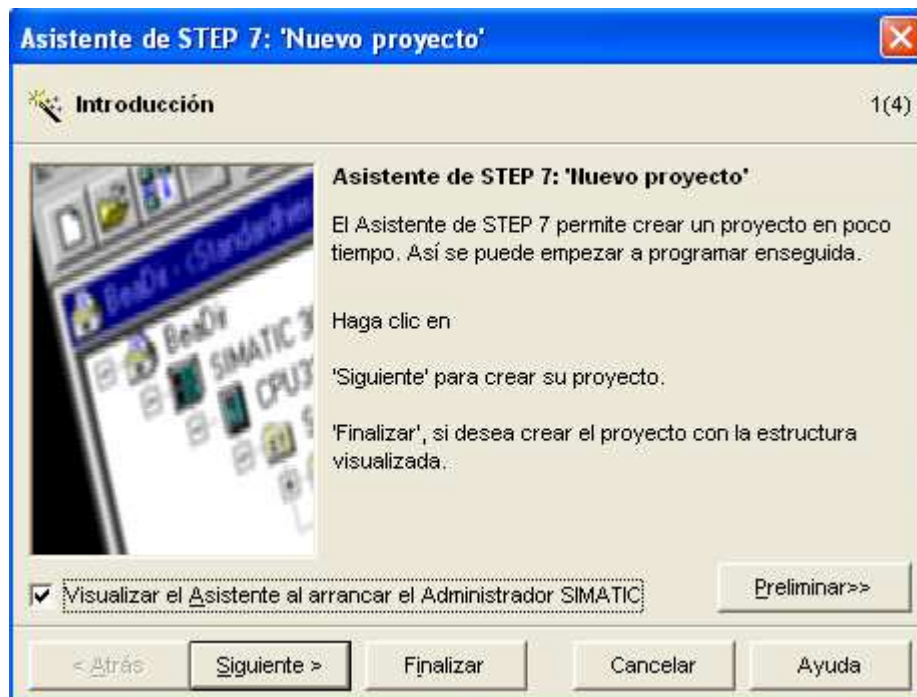 Asistente de STEP 7: 'Nuevo proyecto'
Introducción
1(4)
Asistente de STEP 7: 'Nuevo proyecto'
El Asistente de STEP 7 permite crear un proyecto en poco
tiempo. Así se puede empezar a programar enseguida.
Haga clic en
'Siguiente' para crear su proyecto.
'Finalizar', si desea crear el proyecto con la estructura
visualizada.
BeaDir
BeaDir
SIMATIC
Visualizar el Asistente al arrancar el Administrador SIMATIC
Preliminar>>
< Atrás
Siguiente >
Finalizar
Cancelar
Ayuda